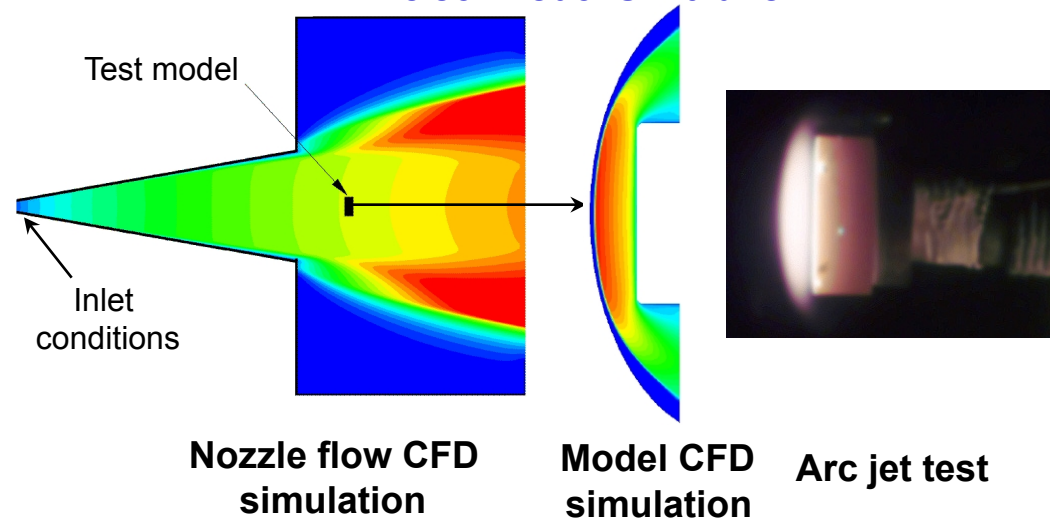 Test model
Inlet
conditions
Nozzle flow CFD
simulation
Model CFD
simulation
Arc jet test